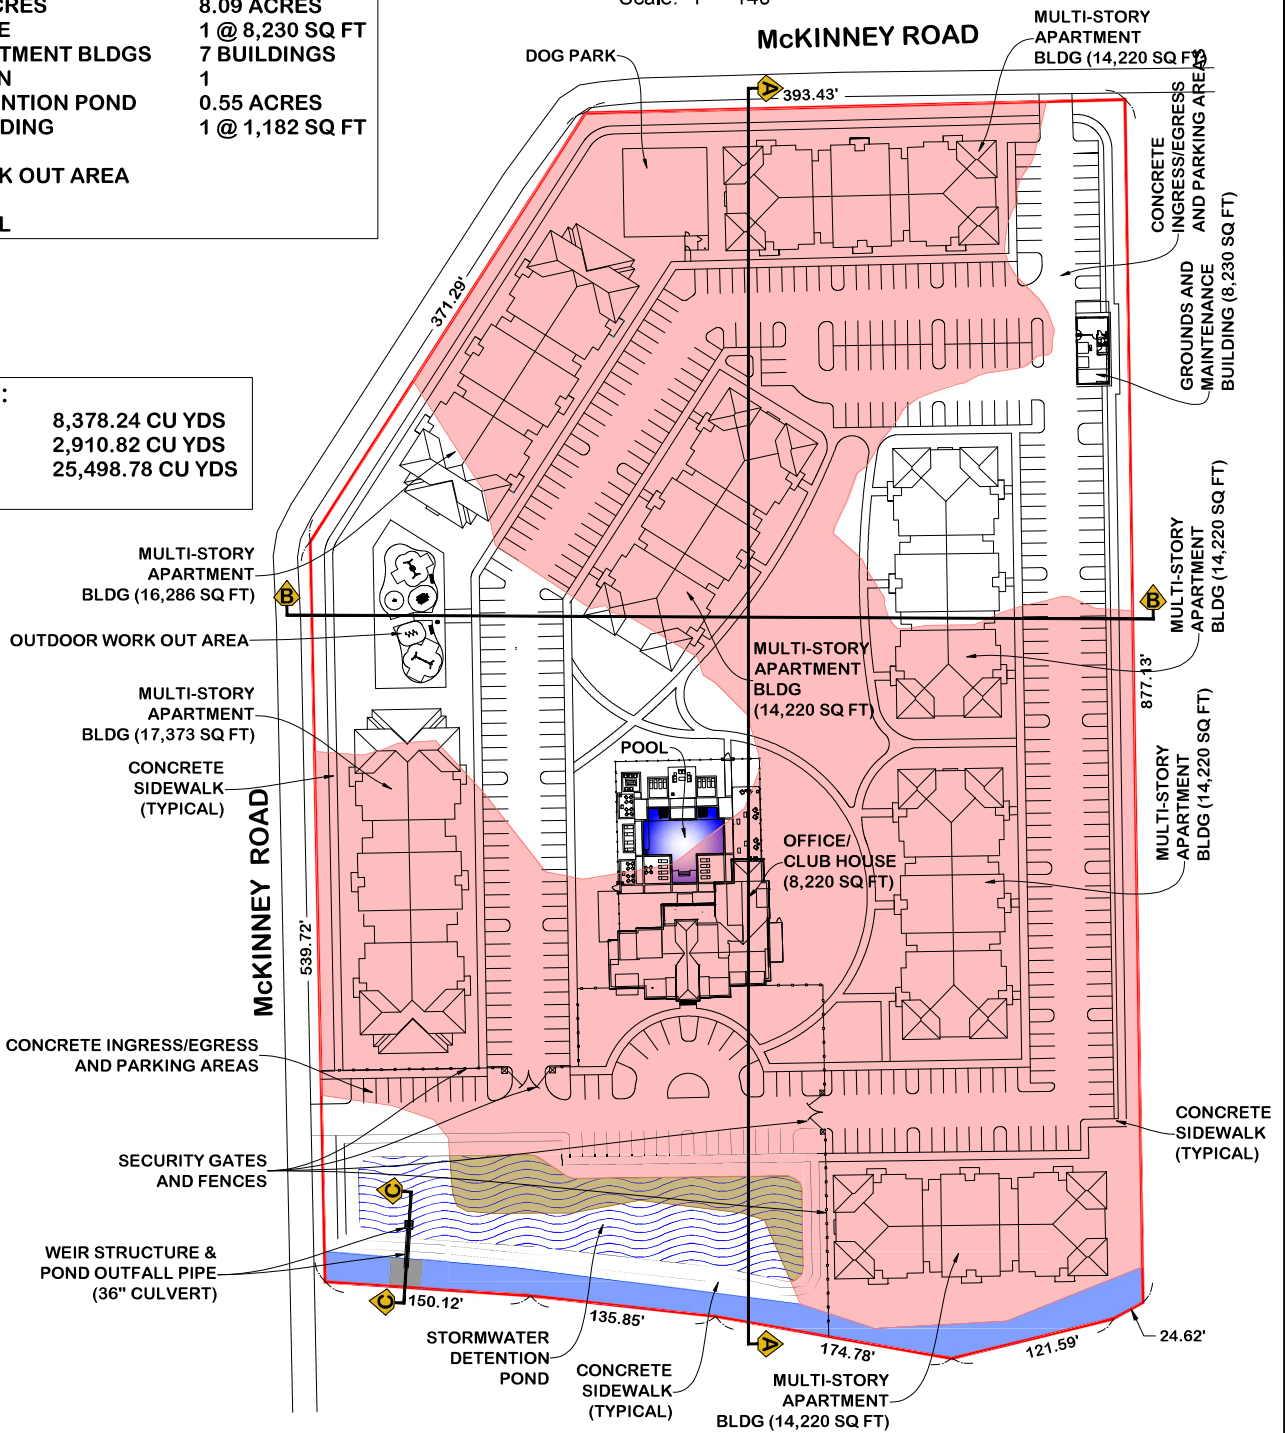 CRES 8.09 ACRES
E 1 @ 8,230 SQ FT
TMENT BLDGS 7 BUILDINGS
N 1
NTION POND 0.55 ACRES
DING 1 @ 1,182 SQ FT
K OUT AREA
L
:
8,378.24 CU YDS
2,910.82 CU YDS
25,498.78 CU YDS
McKINNEY ROAD
DOG PARK
MULTI-STORY
APARTMENT
BLDG (14,220 SQ FT)
A
393.43'
CONCRETE
INGRESS/EGRESS
AND PARKING AREAS
371.29'
GROUNDS AND
MAINTENANCE
BUILDING (8,230 SQ FT)
MULTI-STORY
APARTMENT
BLDG (16,286 SQ FT)
B
B
MULTI-STORY
APARTMENT
BLDG (14,220 SQ FT)
OUTDOOR WORK OUT AREA
MULTI-STORY
APARTMENT
BLDG
(14,220 SQ FT)
877.13'
MULTI-STORY
APARTMENT
BLDG (17,373 SQ FT)
POOL
CONCRETE
SIDEWALK
(TYPICAL)
MULTI-STORY
APARTMENT
BLDG (14,220 SQ FT)
McKINNEY ROAD
OFFICE/
CLUB HOUSE
(8,220 SQ FT)
539.72'
CONCRETE INGRESS/EGRESS
AND PARKING AREAS
CONCRETE
SIDEWALK
(TYPICAL)
SECURITY GATES
AND FENCES
C
WEIR STRUCTURE &
POND OUTFALL PIPE
(36" CULVERT)
C
150.12'
135.85'
A
174.78'
121.59'
24.62'
STORMWATER
DETENTION
POND
CONCRETE
SIDEWALK
(TYPICAL)
MULTI-STORY
APARTMENT
BLDG (14,220 SQ FT)